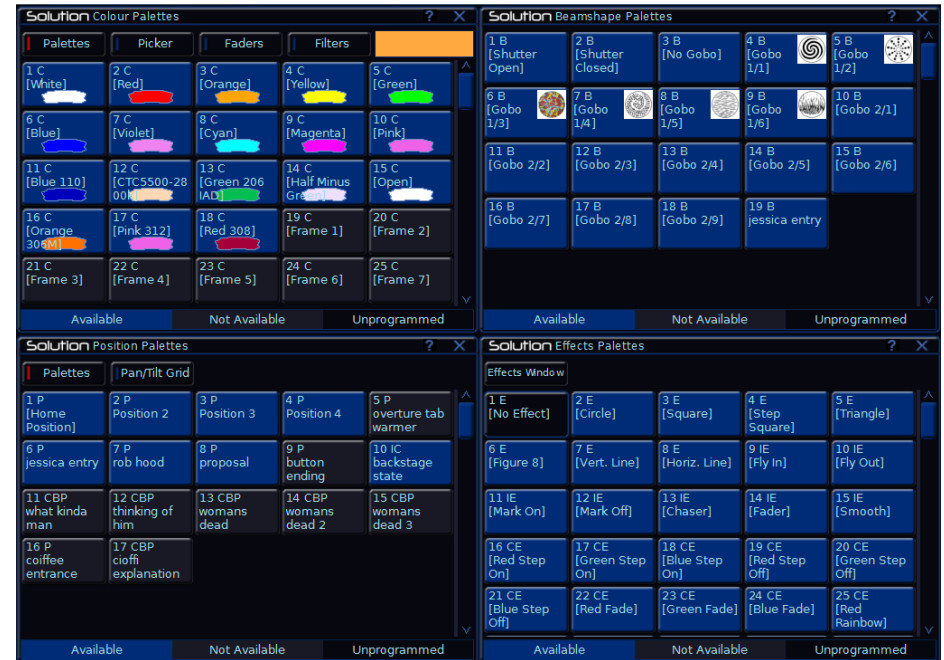 Solution Colour Palettes ? X
Palettes Picker Faders Filters
1 C
[White]
2 C
[Red]
3 C
[Orange]
4 C
[Yellow]
5 C
[Green]
6 C
[Blue]
7 C
[Violet]
8 C
[Cyan]
9 C
[Magenta]
10 C
[Pink]
11 C
[Blue 110]
12 C
[CTC5500-28
00K]
13 C
[Green 206
IAD]
14 C
[Half Minus
Green]
15 C
[Open]
16 C
[Orange
306M]
17 C
[Pink 312]
18 C
[Red 308]
19 C
[Frame 1]
20 C
[Frame 2]
21 C
[Frame 3]
22 C
[Frame 4]
23 C
[Frame 5]
24 C
[Frame 6]
25 C
[Frame 7]
Available Not Available Unprogrammed
Solution Beamshape Palettes ? X
1 B
[Shutter
Open]
2 B
[Shutter
Closed]
3 B
[No Gobo]
4 B
[Gobo
1/1]
5 B
[Gobo
1/2]
6 B
[Gobo
1/3]
7 B
[Gobo
1/4]
8 B
[Gobo
1/5]
9 B
[Gobo
1/6]
10 B
[Gobo 2/1]
11 B
[Gobo 2/2]
12 B
[Gobo 2/3]
13 B
[Gobo 2/4]
14 B
[Gobo 2/5]
15 B
[Gobo 2/6]
16 B
[Gobo 2/7]
17 B
[Gobo 2/8]
18 B
[Gobo 2/9]
19 B
jessica entry
Available Not Available Unprogrammed
Solution Position Palettes ? X
Palettes Pan/Tilt Grid
1 P
[Home
Position]
2 P
Position 2
3 P
Position 3
4 P
Position 4
5 P
overture tab
warmer
6 P
jessica entry
7 P
rob hood
8 P
proposal
9 P
button
ending
10 IC
backstage
state
11 CBP
what kinda
man
12 CBP
thinking of
him
13 CBP
womans
dead
14 CBP
womans
dead 2
15 CBP
womans
dead 3
16 P
coiffee
entrance
17 CBP
cioffi
explanation
Available Not Available Unprogrammed
Solution Effects Palettes ? X
Effects Window
1 E
[No Effect]
2 E
[Circle]
3 E
[Square]
4 E
[Step
Square]
5 E
[Triangle]
6 E
[Figure 8]
7 E
[Vert. Line]
8 E
[Horiz. Line]
9 IE
[Fly In]
10 IE
[Fly Out]
11 IE
[Mark On]
12 IE
[Mark Off]
13 IE
[Chaser]
14 IE
[Fader]
15 IE
[Smooth]
16 CE
[Red Step
On]
17 CE
[Green Step
On]
18 CE
[Blue Step
On]
19 CE
[Red Step
Off]
20 CE
[Green Step
Off]
21 CE
[Blue Step
Off]
22 CE
[Red Fade]
23 CE
[Green Fade]
24 CE
[Blue Fade]
25 CE
[Red
Rainbow]
Available Not Available Unprogrammed